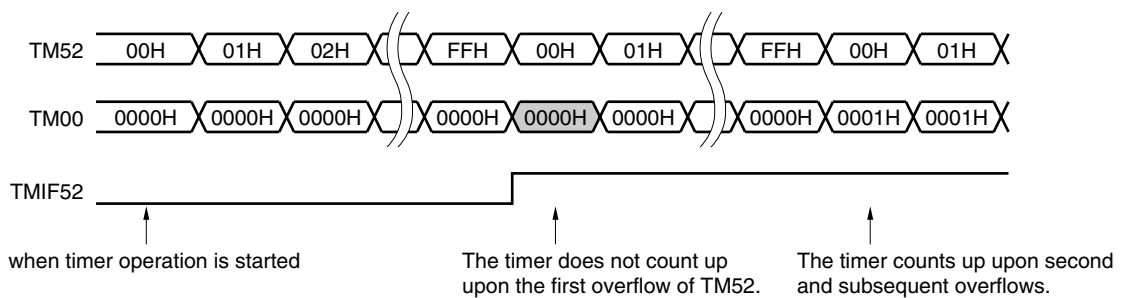 TM52 00H 01H 02H FFH 00H 01H FFH 00H 01H
TM00 0000H 0000H 0000H 0000H 0000H 0000H 0000H 0001H 0001H
TMIF52
when timer operation is started
The timer does not count up
upon the first overflow of TM52.
The timer counts up upon second
and subsequent overflows.